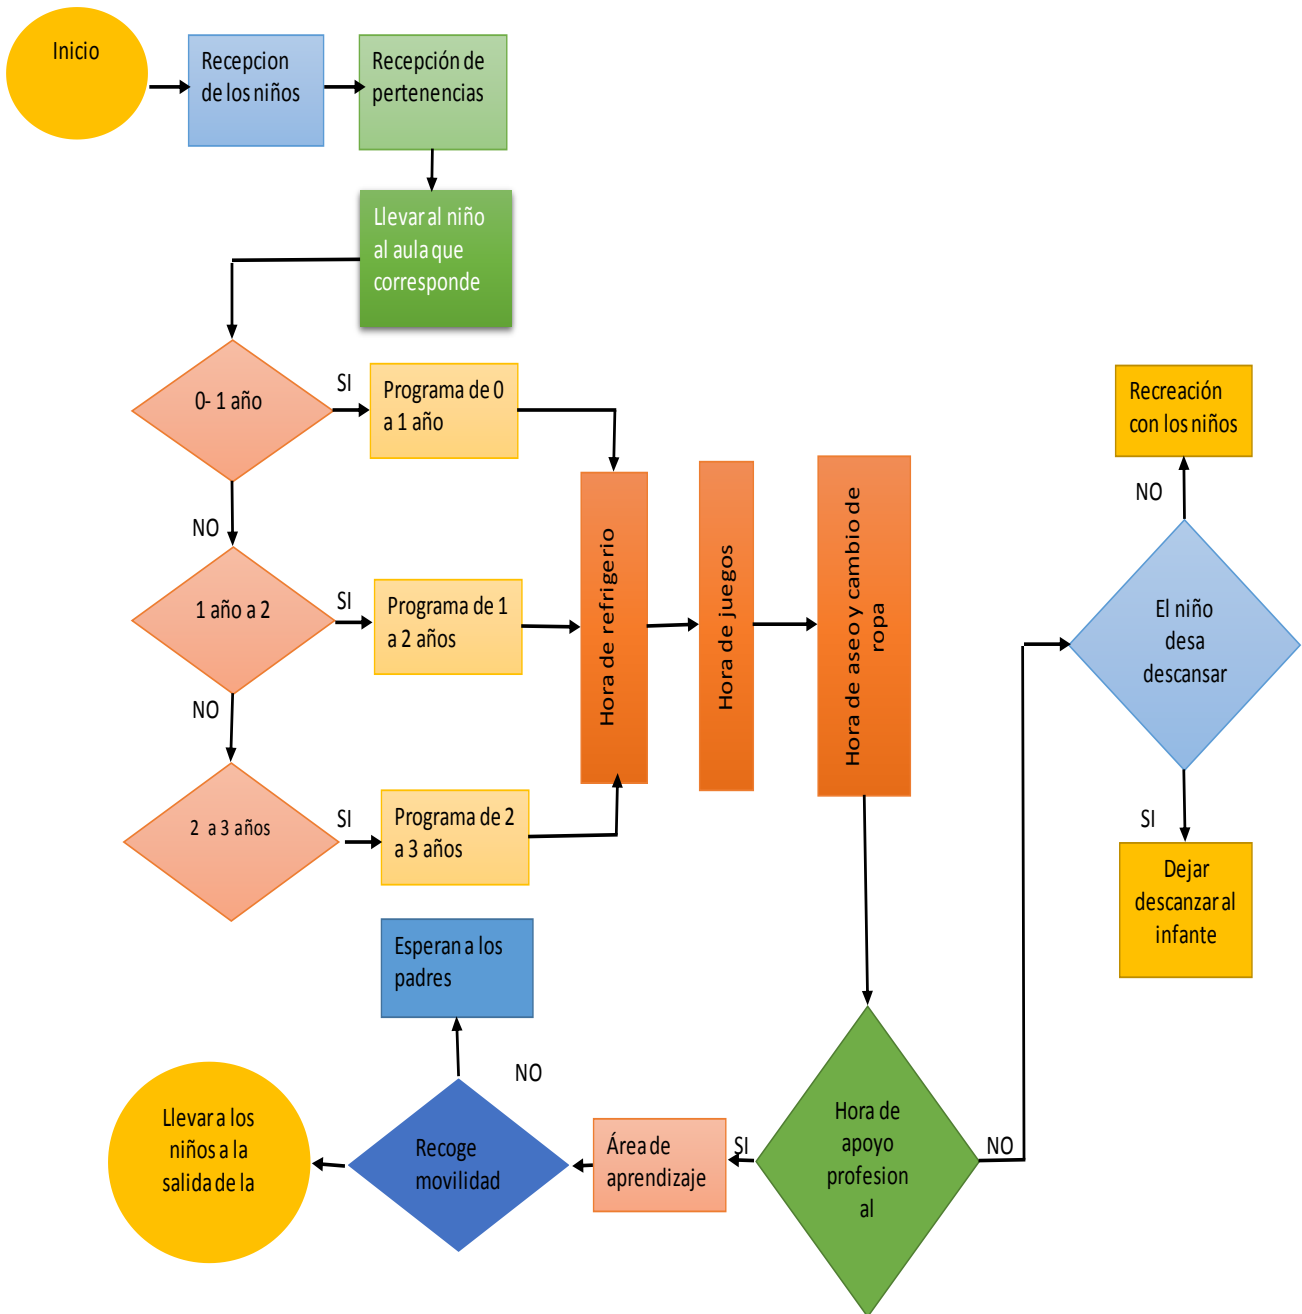 Inicio
Recepcion
de los niños
Recepción de
pertenencias
Llevar al niño
al aula que
corresponde
0- 1 año
SI
Programa de 0
a 1 año
NO
1 año a 2
SI
Programa de 1
a 2 años
NO
2 a 3 años
SI
Programa de 2
a 3 años
Hora de refrigerio
Hora de juegos
Hora de aseo y cambio de
ropa
Recreación
con los niños
NO
El niño
desa
descansar
SI
Dejar
descanzar al
infante
Hora de
apoyo
profesion
al
NO
SI
Área de
aprendizaje
Recoge
movilidad
NO
Esperan a los
padres
Llevar a los
niños a la
salida de la